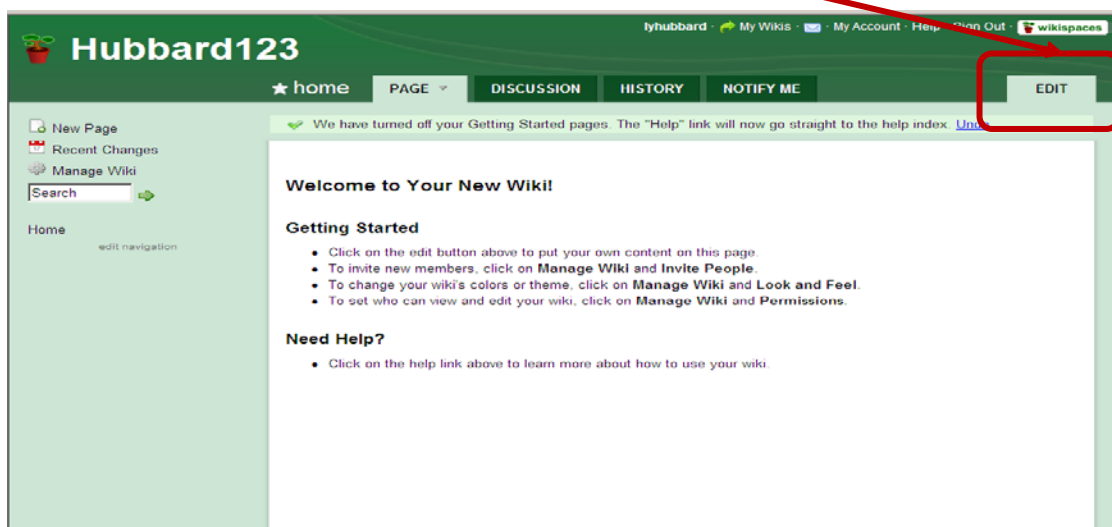 lyhubbard · My Wikis · My Account · Help · Sign Out · wikispaces
Hubbard123
home PAGE DISCUSSION HISTORY NOTIFY ME EDIT
We have turned off your Getting Started pages. The "Help" link will now go straight to the help index. Undo
New Page
Recent Changes
Manage Wiki
Search
Home
edit navigation
Welcome to Your New Wiki!
Getting Started
• Click on the edit button above to put your own content on this page.
• To invite new members, click on Manage Wiki and Invite People.
• To change your wiki's colors or theme, click on Manage Wiki and Look and Feel.
• To set who can view and edit your wiki, click on Manage Wiki and Permissions.
Need Help?
• Click on the help link above to learn more about how to use your wiki.